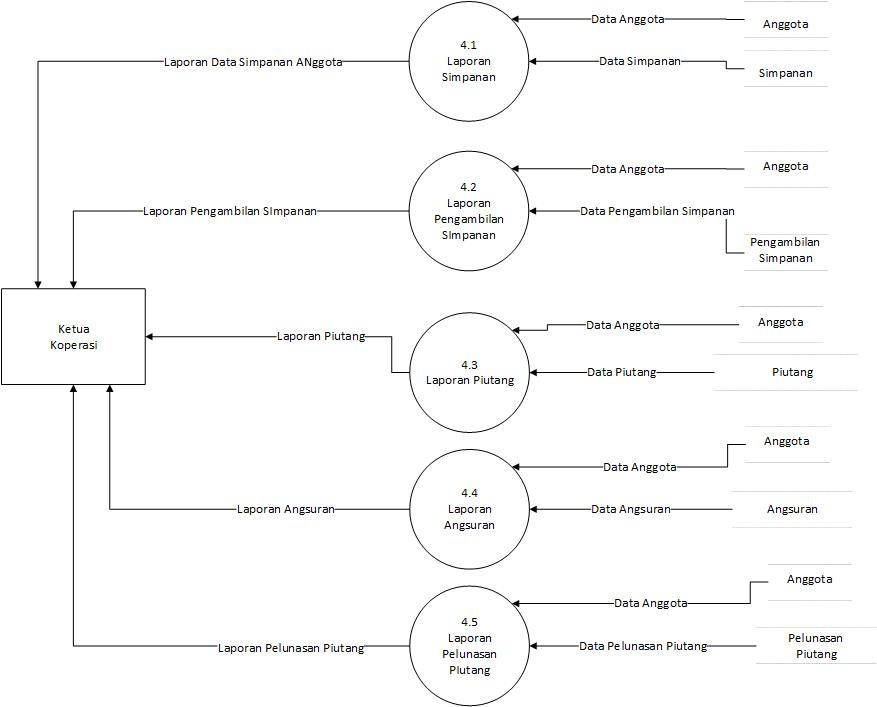 Data Anggota
Anggota
4.1
Laporan
Simpanan
Laporan Data Simpanan ANggota
Data Simpanan
Simpanan
Data Anggota
Anggota
4.2
Laporan
Pengambilan
SImpanan
Laporan Pengambilan SImpanan
Data Pengambilan Simpanan
Pengambilan
Simpanan
Ketua
Koperasi
Data Anggota
Anggota
Laporan Piutang
4.3
Laporan Piutang
Data Piutang
Piutang
Data Anggota
Anggota
4.4
Laporan
Angsuran
Laporan Angsuran
Data Angsuran
Angsuran
Data Anggota
Anggota
4.5
Laporan
Pelunasan
PIutang
Laporan Pelunasan Piutang
Data Pelunasan Piutang
Pelunasan
Piutang